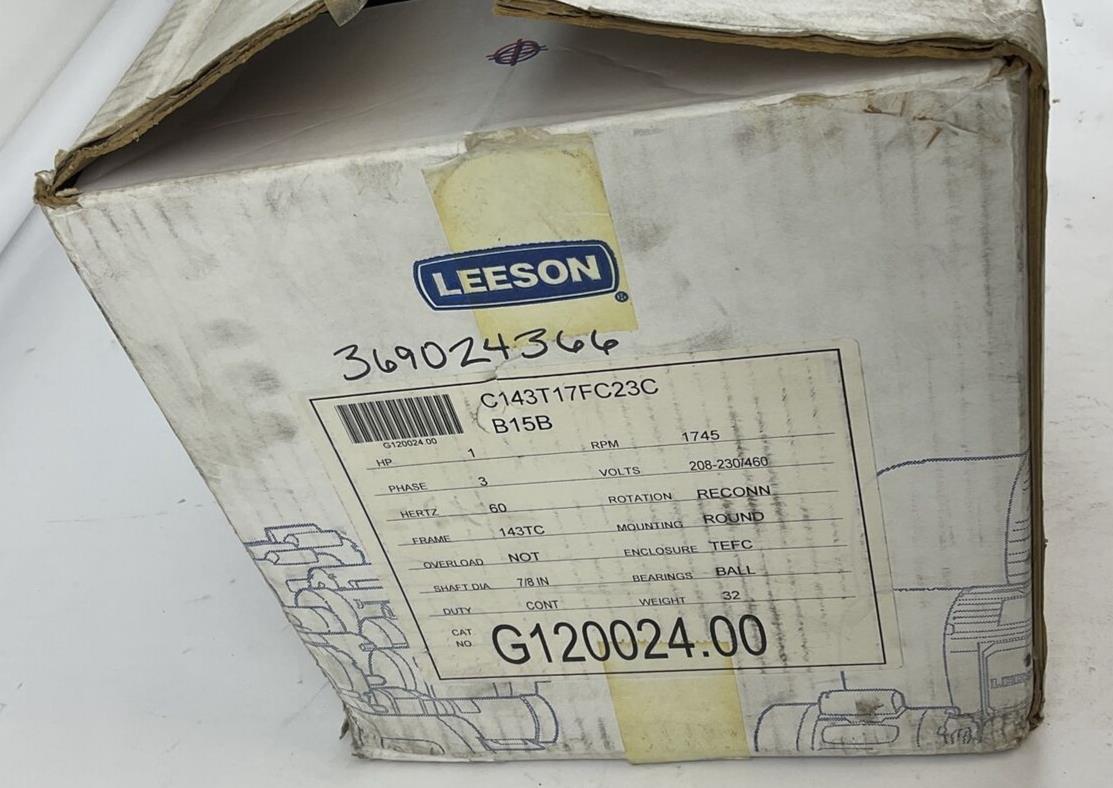 LEESON®
369024366
C143T17FC23C
B15B
G120024.00
HP 1 RPM 1745
PHASE 3 VOLTS 208-230/460
HERTZ 60 ROTATION RECONN
FRAME 143TC MOUNTING ROUND
OVERLOAD NOT ENCLOSURE TEFC
SHAFT DIA 7/8 IN BEARINGS BALL
DUTY CONT WEIGHT 32
CAT. NO. G120024.00